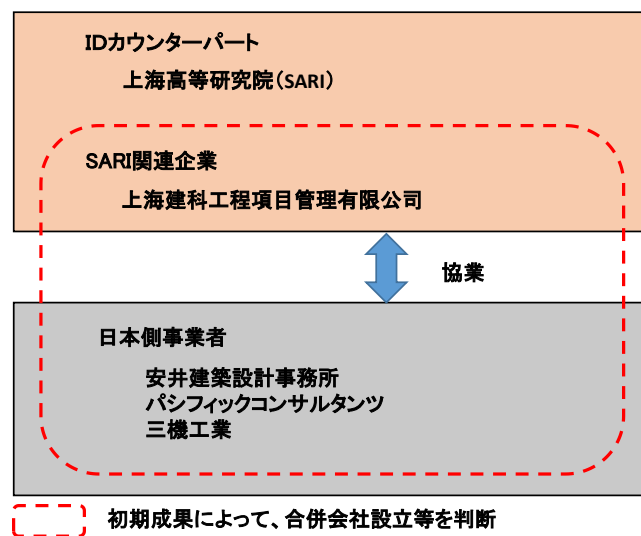 IDカウンターパート
上海高等研究院（SARI）
SARI関連企業
上海建科工程項目管理有限公司
協業
日本側事業者
安井建築設計事務所
パシフィックコンサルタンツ
三機工業
初期成果によって、合併会社設立等を判断